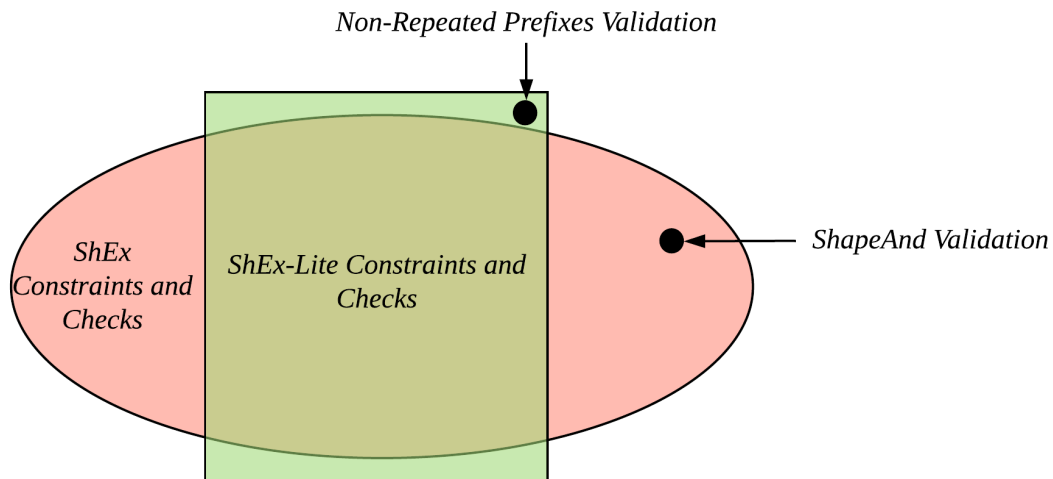 Non-Repeated Prefixes Validation
ShapeAnd Validation
ShEx
Constraints and
Checks
ShEx-Lite Constraints and
Checks